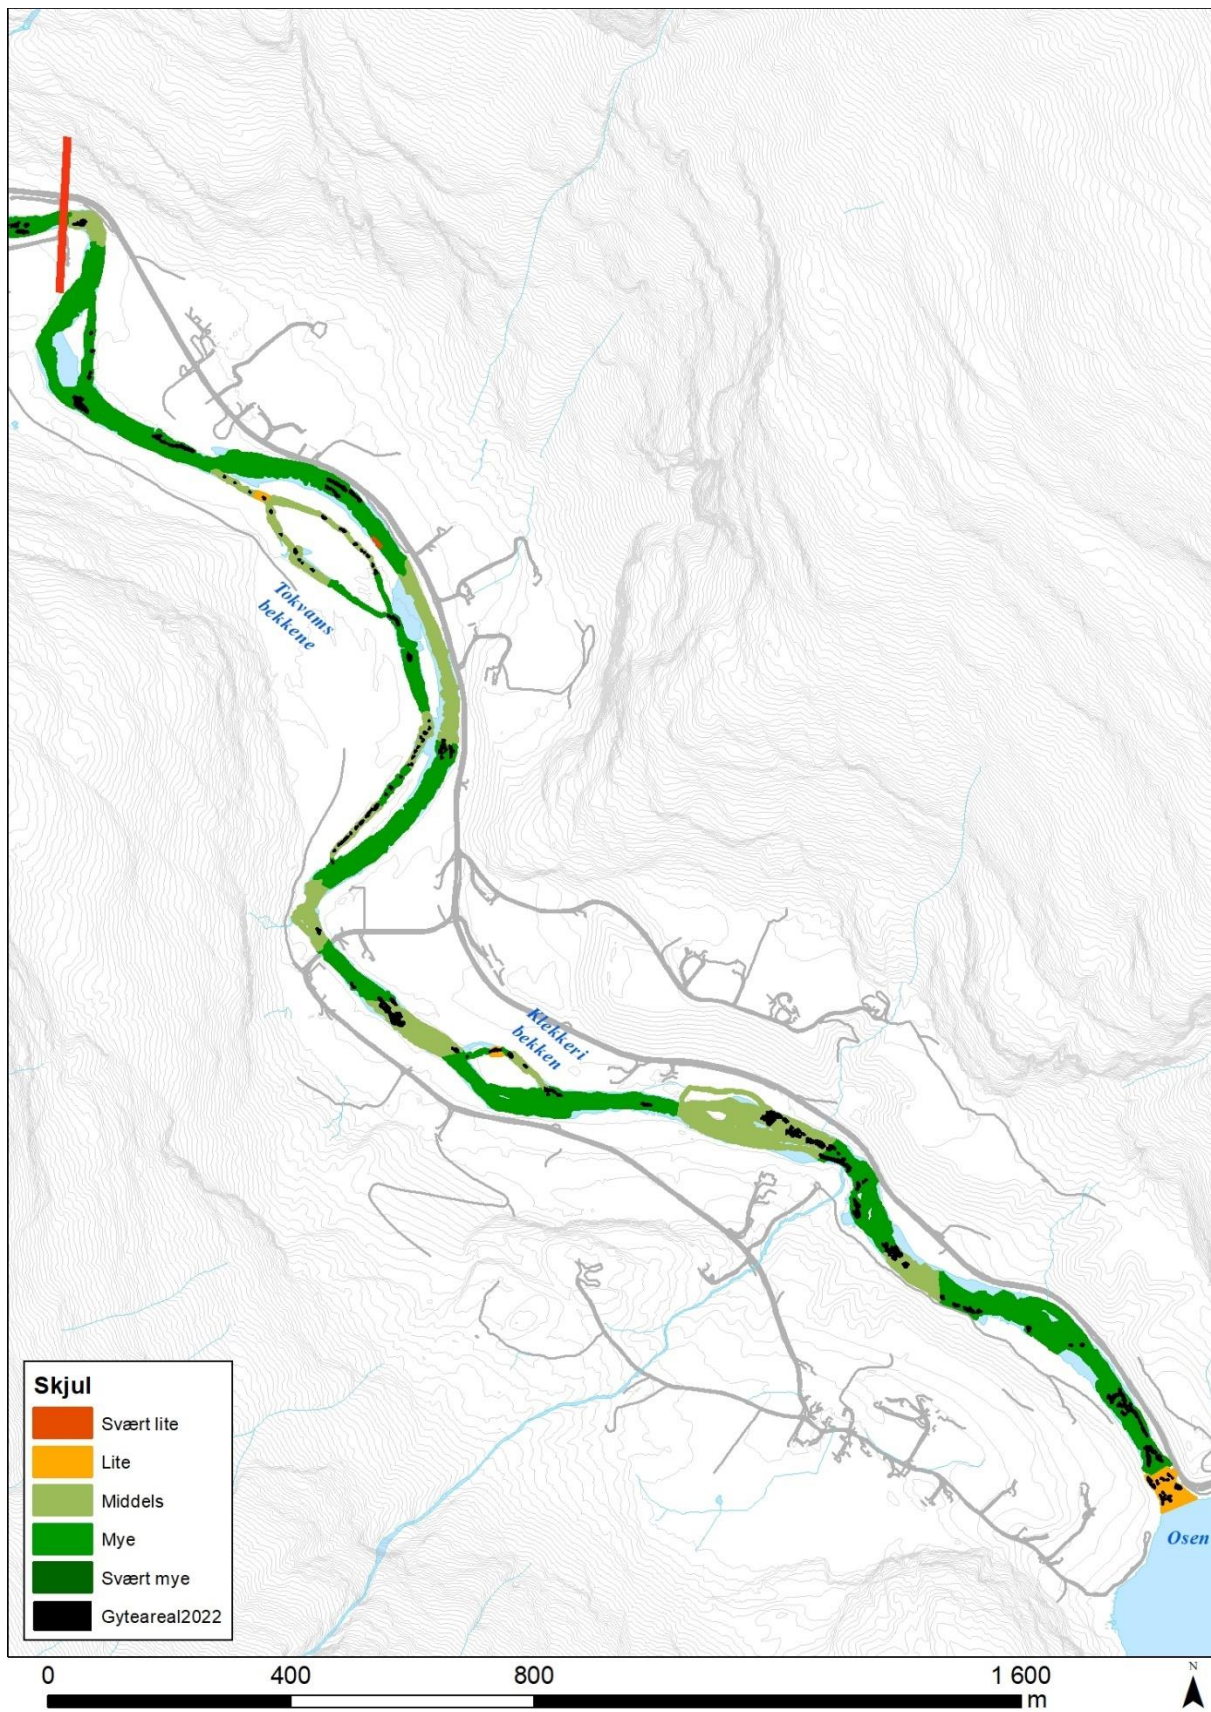 Tokvams
bekkene
Klekkeri
bekken
Osen
Skjul
Svært lite
Lite
Middels
Mye
Svært mye
Gyteareal2022
0 400 800 1 600
m
N